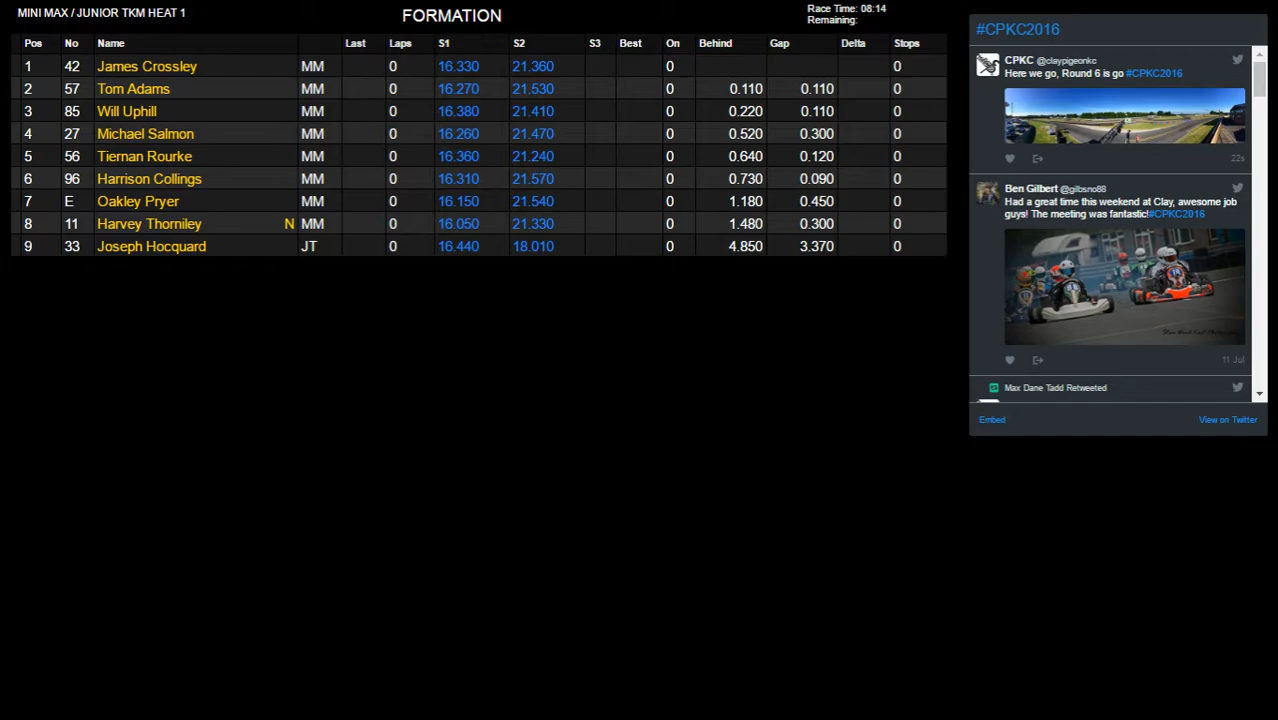 MINI MAX / JUNIOR TKM HEAT 1
FORMATION
Race Time: 08:14
Remaining:
Pos No Name Last Laps S1 S2 S3 Best On Behind Gap Delta Stops
1 42 James Crossley MM 0 16.330 21.360 0 0
2 57 Tom Adams MM 0 16.270 21.530 0 0.110 0.110 0
3 85 Will Uphill MM 0 16.380 21.410 0 0.220 0.110 0
4 27 Michael Salmon MM 0 16.260 21.470 0 0.520 0.300 0
5 56 Tiernan Rourke MM 0 16.360 21.240 0 0.640 0.120 0
6 96 Harrison Collings MM 0 16.310 21.570 0 0.730 0.090 0
7 E Oakley Pryer MM 0 16.150 21.540 0 1.180 0.450 0
8 11 Harvey Thorniley N MM 0 16.050 21.330 0 1.480 0.300 0
9 33 Joseph Hocquard JT 0 16.440 18.010 0 4.850 3.370 0
#CPKC2016
CPKC @claypigeonkc
Here we go, Round 6 is go #CPKC2016
22s
Ben Gilbert @gilbsno88
Had a great time this weekend at Clay, awesome job
guys! The meeting was fantastic!#CPKC2016
11 Jul
Max Dane Tadd Retweeted
Embed
View on Twitter